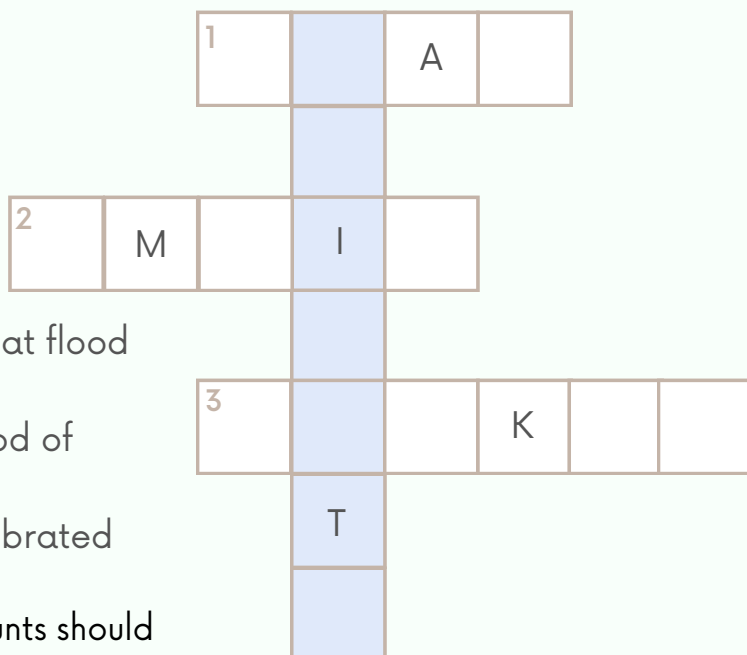 1 A
2 M I
at flood
3 K
od of
T
brated
unts should